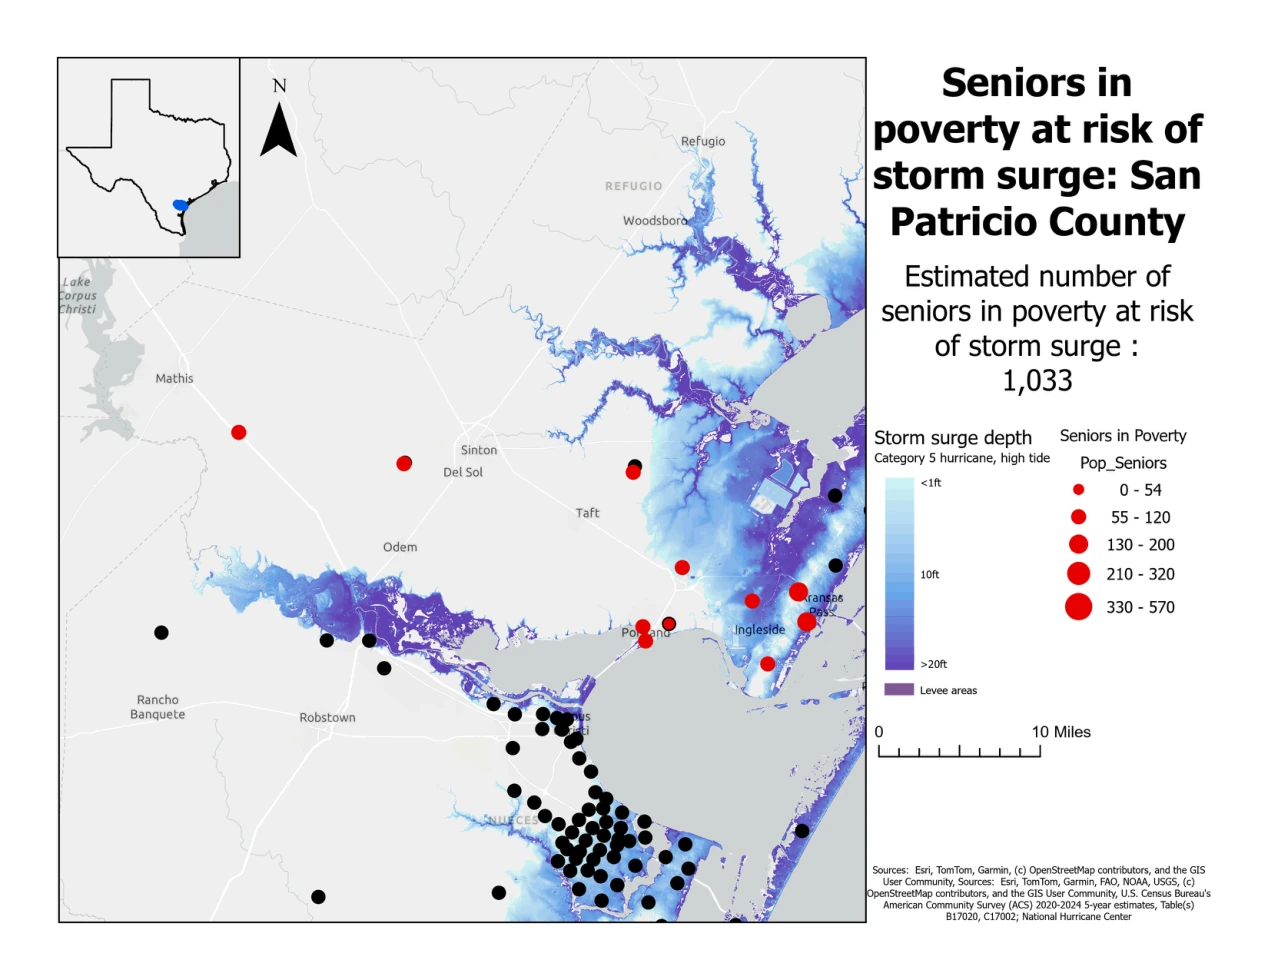 Seniors in
poverty at risk of
storm surge: San
Patricio County
Estimated number of
seniors in poverty at risk
of storm surge :
1,033
N
Refugio
REFUGIO
Woodsboro
Lake
Corpus
Christi
Mathis
Sinton
Del Sol
Taft
Odem
Aransas
Pass
Ingleside
Portland
Rancho
Banquete
Robstown
NUECES
Storm surge depth
Category 5 hurricane, high tide
<1ft
10ft
>20ft
Levee areas
Seniors in Poverty
Pop_Seniors
0 - 54
55 - 120
130 - 200
210 - 320
330 - 570
0 10 Miles
Sources: Esri, TomTom, Garmin, (c) OpenStreetMap contributors, and the GIS
User Community, Sources: Esri, TomTom, Garmin, FAO, NOAA, USGS, (c)
OpenStreetMap contributors, and the GIS User Community, U.S. Census Bureau's
American Community Survey (ACS) 2020-2024 5-year estimates, Table(s)
B17020, C17002; National Hurricane Center